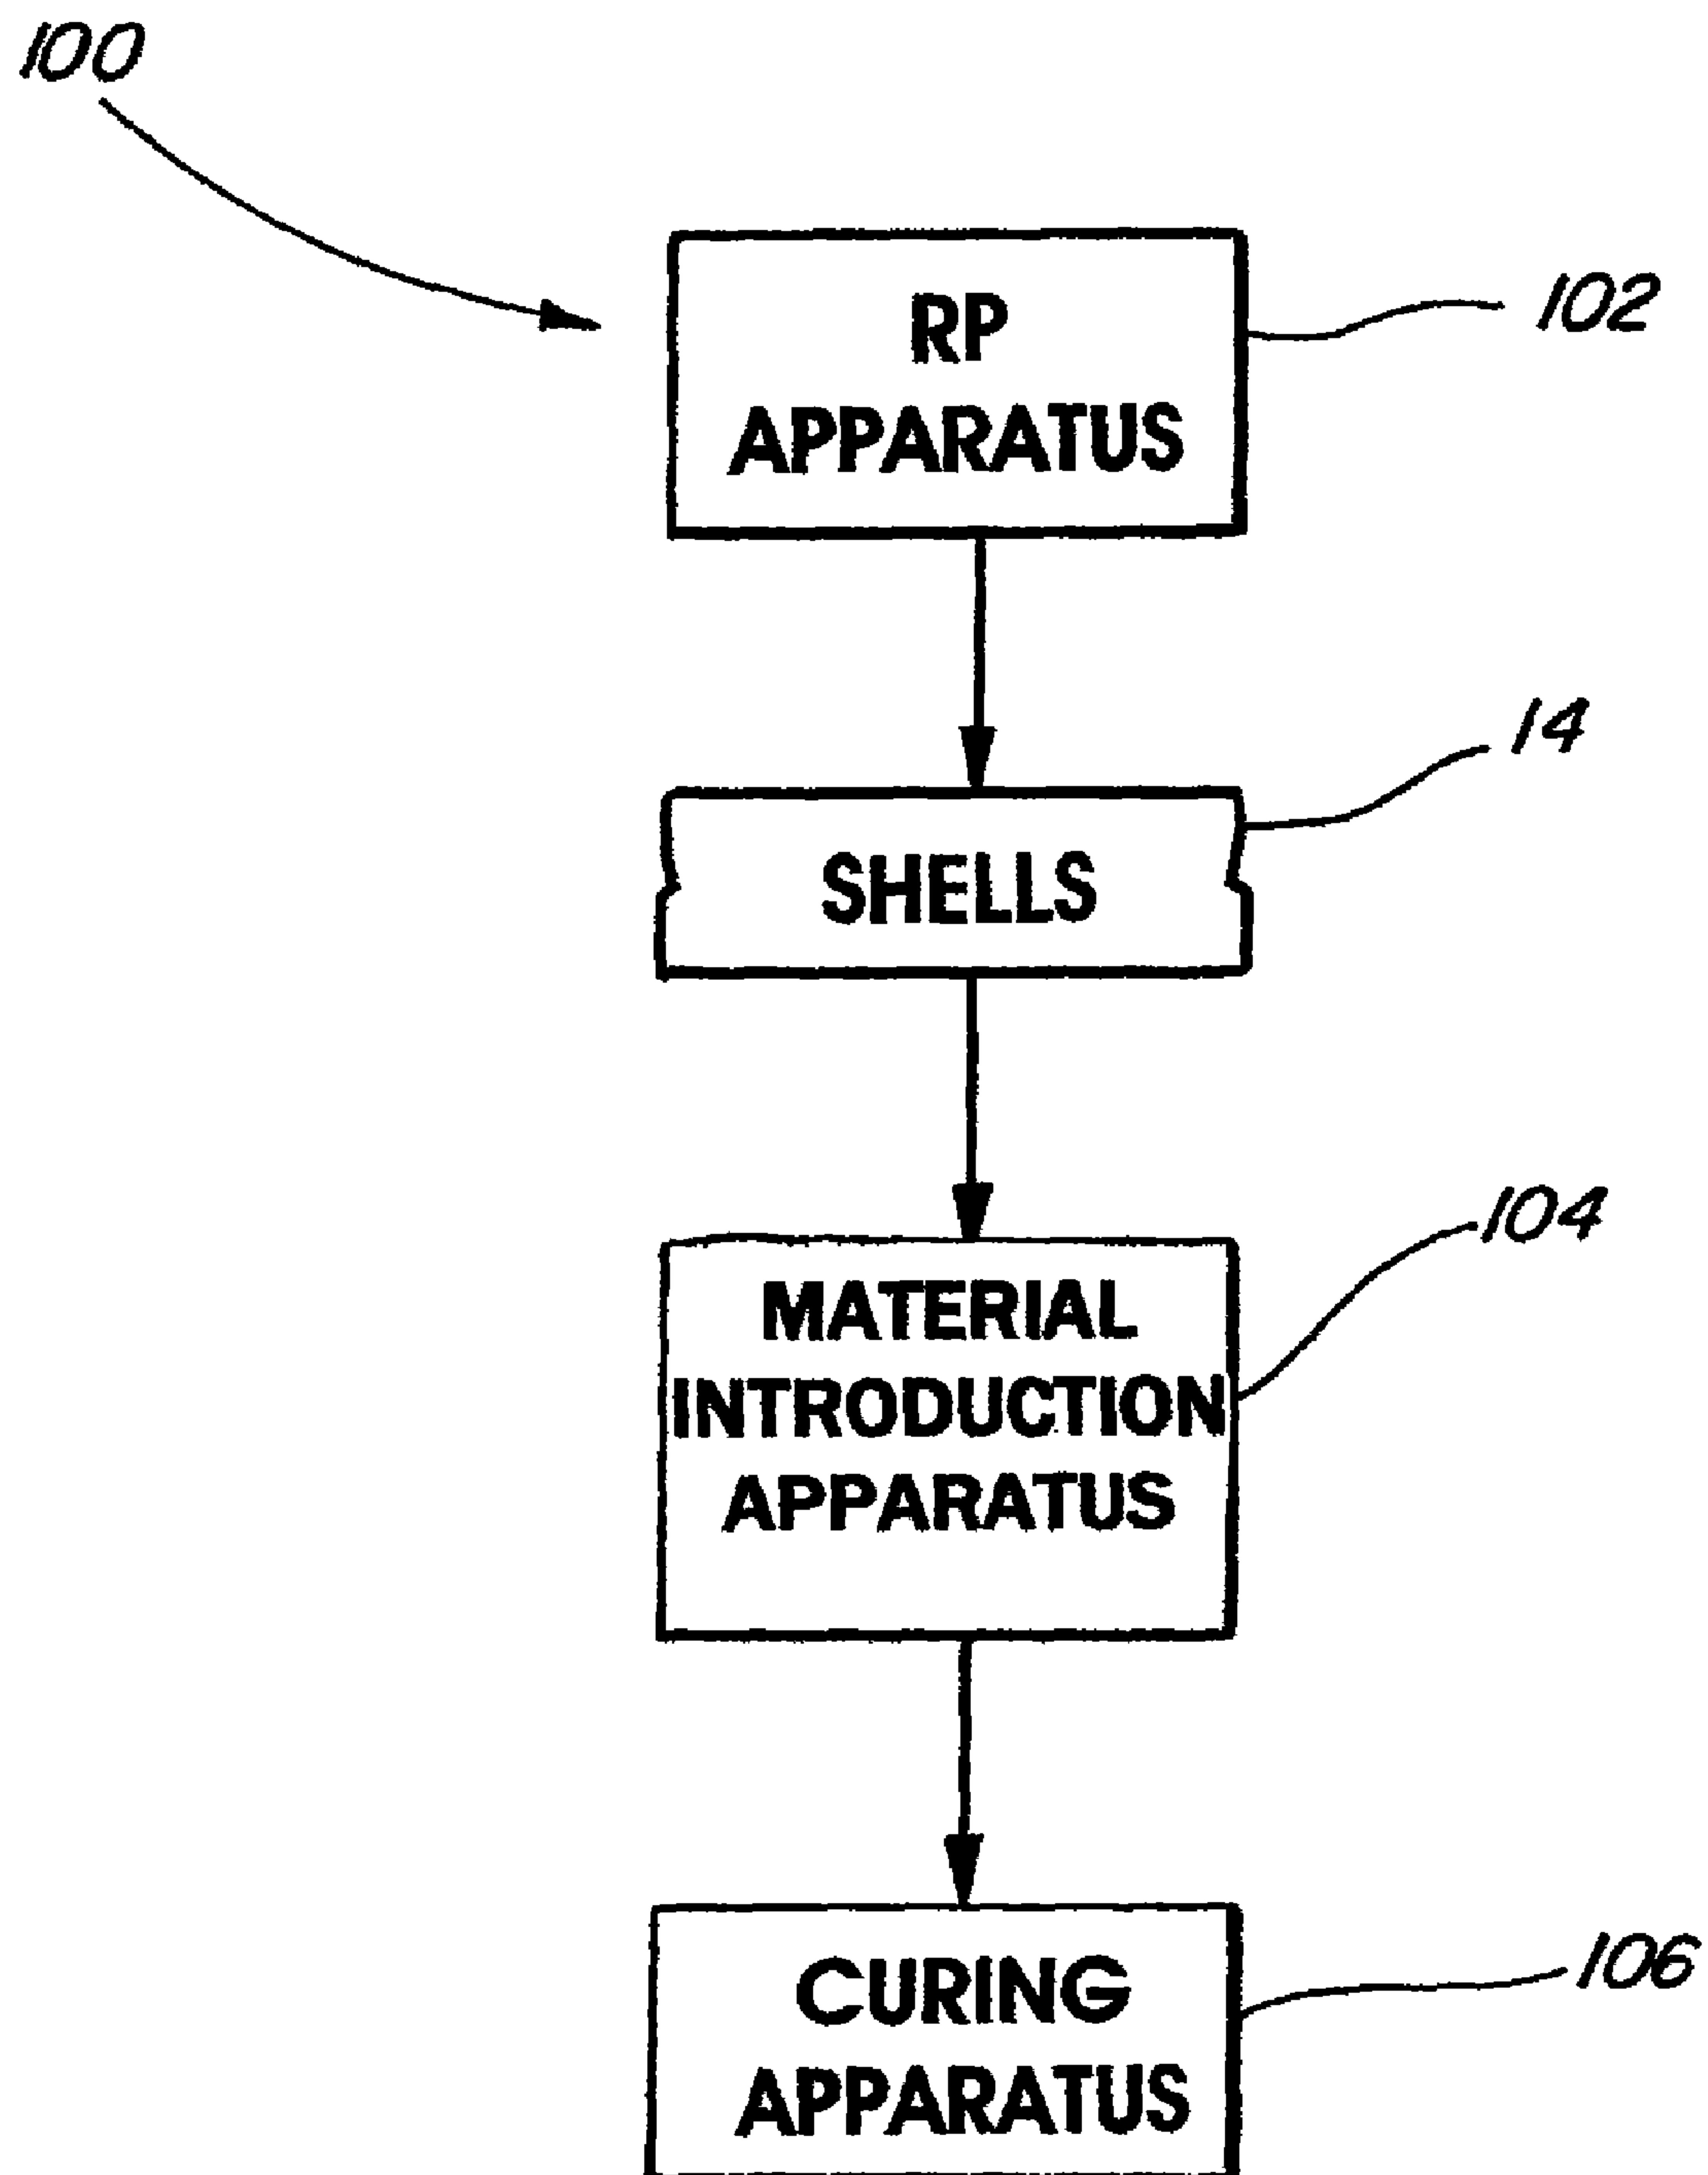 100
RP
APPARATUS
102
SHELLS
14
MATERIAL
INTRODUCTION
APPARATUS
104
CURING
APPARATUS
106